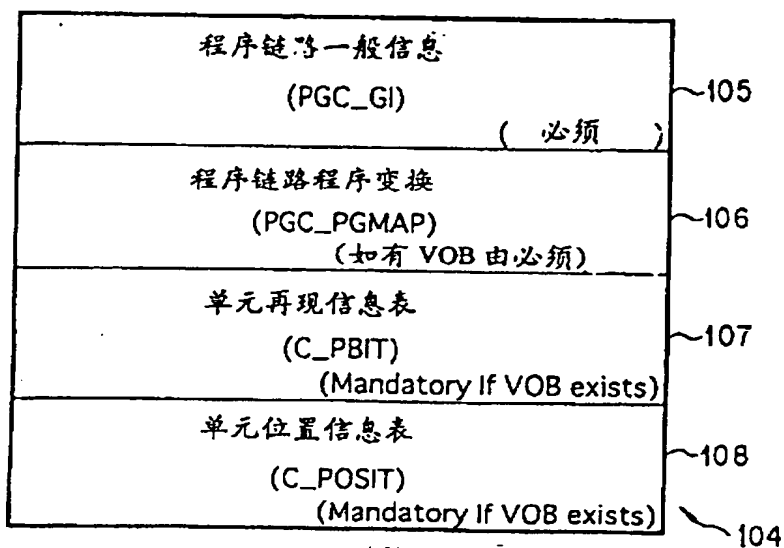 程序链路一般信息
(PGC_GI)
( 必须 )
105
程序链路程序变换
(PGC_PGMAP)
(如有 VOB 由必须)
106
单元再现信息表
(C_PBIT)
(Mandatory If VOB exists)
107
单元位置信息表
(C_POSIT)
(Mandatory If VOB exists)
108
104